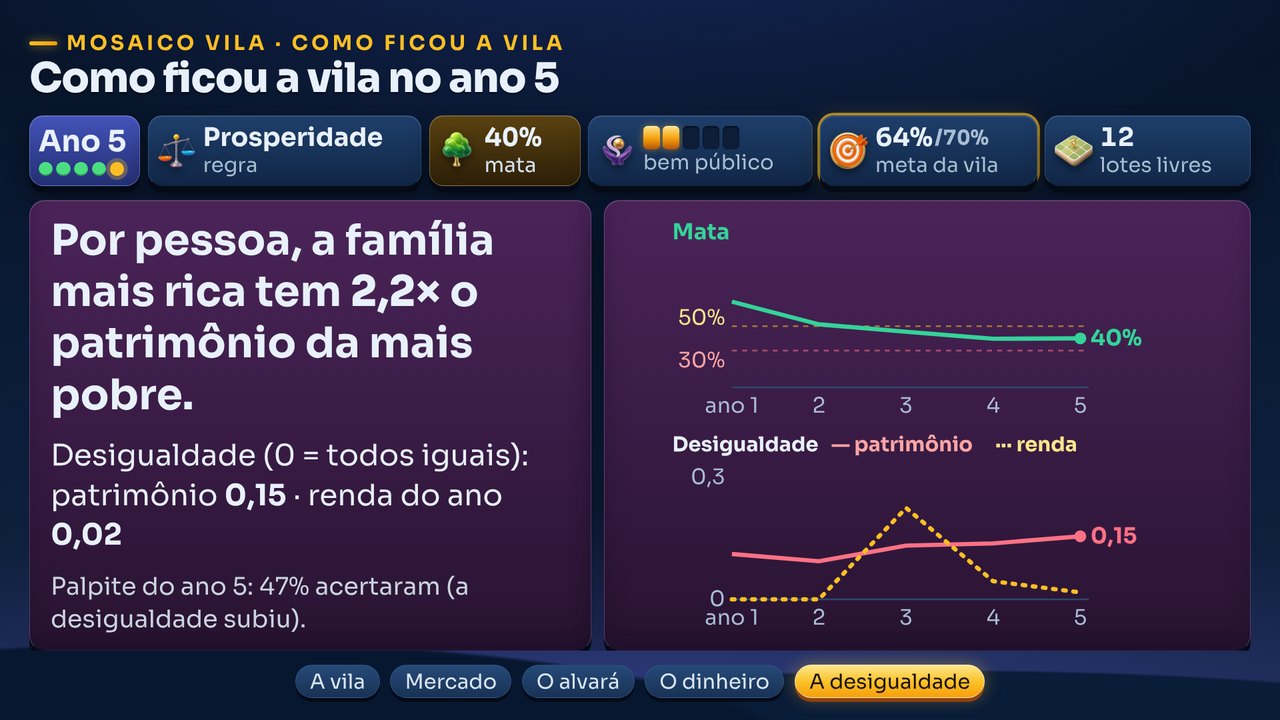 — MOSAICO VILA · COMO FICOU A VILA
Como ficou a vila no ano 5
Ano 5
Prosperidade
regra
40%
mata
bem público
64%/70%
meta da vila
12
lotes livres
Por pessoa, a família
mais rica tem 2,2× o
patrimônio da mais
pobre.
Desigualdade (0 = todos iguais):
patrimônio 0,15 · renda do ano
0,02
Palpite do ano 5: 47% acertaram (a
desigualdade subiu).
Mata
50%
30%
40%
ano 1 2 3 4 5
Desigualdade — patrimônio ┅ renda
0,3
0,15
0
ano 1 2 3 4 5
A vila
Mercado
O alvará
O dinheiro
A desigualdade